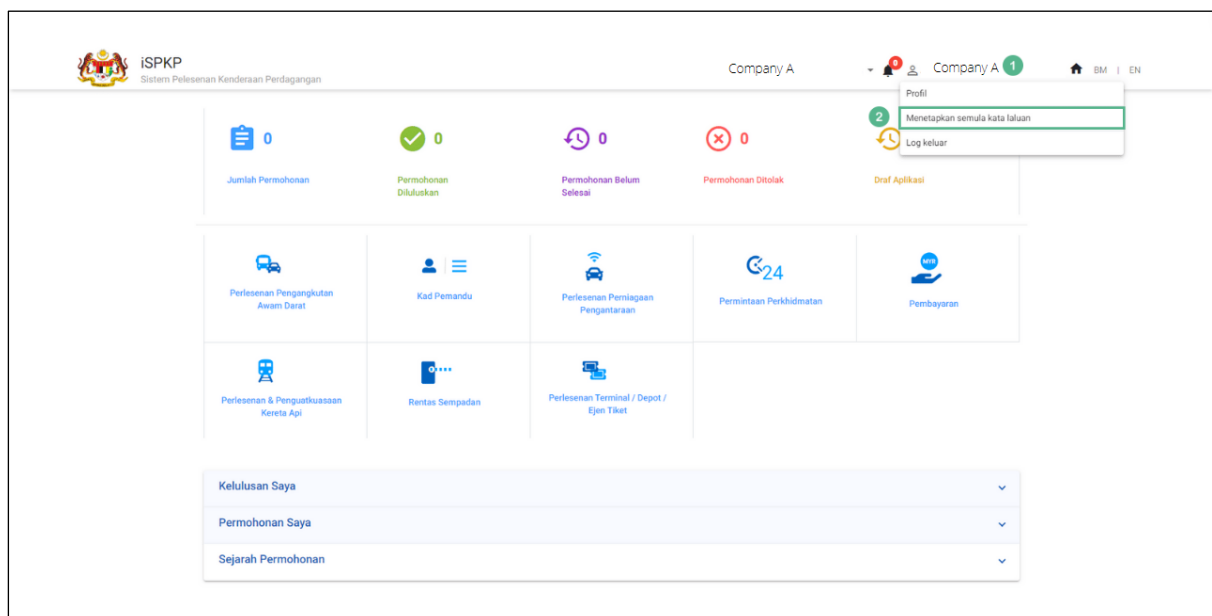 iSPKP
Sistem Pelesenan Kenderaan Perdagangan
Company A
0
Company A 1
BM | EN
Profil
2 Menetapkan semula kata laluan
Log keluar
0
0
0
0
Jumlah Permohonan
Permohonan
Diluluskan
Permohonan Belum
Selesai
Permohonan Ditolak
Draf Aplikasi
24
MYR
Perlesenan Pengangkutan
Awam Darat
Kad Pemandu
Perlesenan Perniagaan
Pengantaraan
Permintaan Perkhidmatan
Pembayaran
Perlesenan & Penguatkuasaan
Kereta Api
Rentas Sempadan
Perlesenan Terminal / Depot /
Ejen Tiket
Kelulusan Saya
Permohonan Saya
Sejarah Permohonan